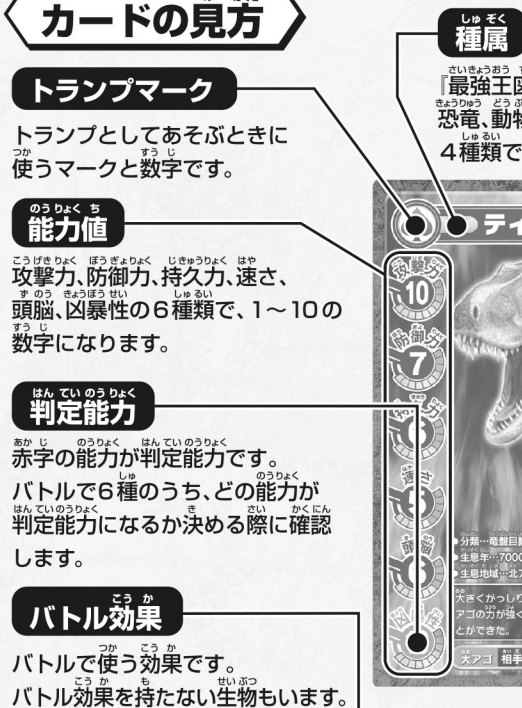 カードの見方
トランプマーク
トランプとしてあそぶときに
使うマークと数字です。
能力値
攻撃力、防御力、持久力、速さ、
頭脳、凶暴性の6種類で、1～10の
数字になります。
判定能力
赤字の能力が判定能力です。
バトルで6種のうち、どの能力が
判定能力になるか決める際に確認
します。
バトル効果
バトルで使う効果です。
バトル効果を持たない生物もいます。
種属
『最強王図
恐竜、動物
4種類で
ティ
攻撃力
10
防御力
7
速さ
頭脳
分類…竜盤目
生息年…7000
生息地域…北ア
大きくがっしり
アゴの力が強く
とができた。
大アゴ 相手